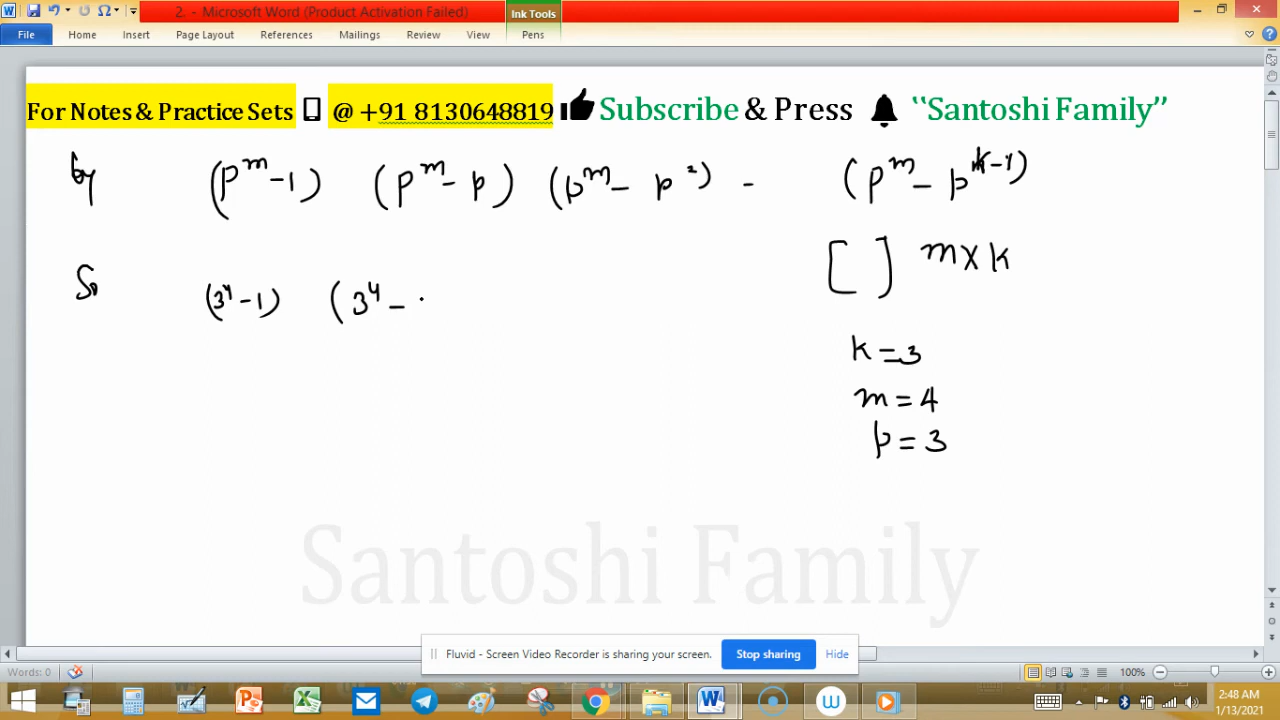 2. - Microsoft Word (Product Activation Failed)
Ink Tools
File Home Insert Page Layout References Mailings Review View Pens
For Notes & Practice Sets @ +91 8130648819 Subscribe & Press "Santoshi Family"
by (p^m - 1) (p^m - p) (p^m - p^2) - (p^m - p^{k-1})
[ ] m×k
So (3^4 - 1) (3^4 -
k = 3
m = 4
p = 3
Santoshi Family
Fluvid - Screen Video Recorder is sharing your screen. Stop sharing Hide
Words: 0
100%
2:48 AM
1/13/2021